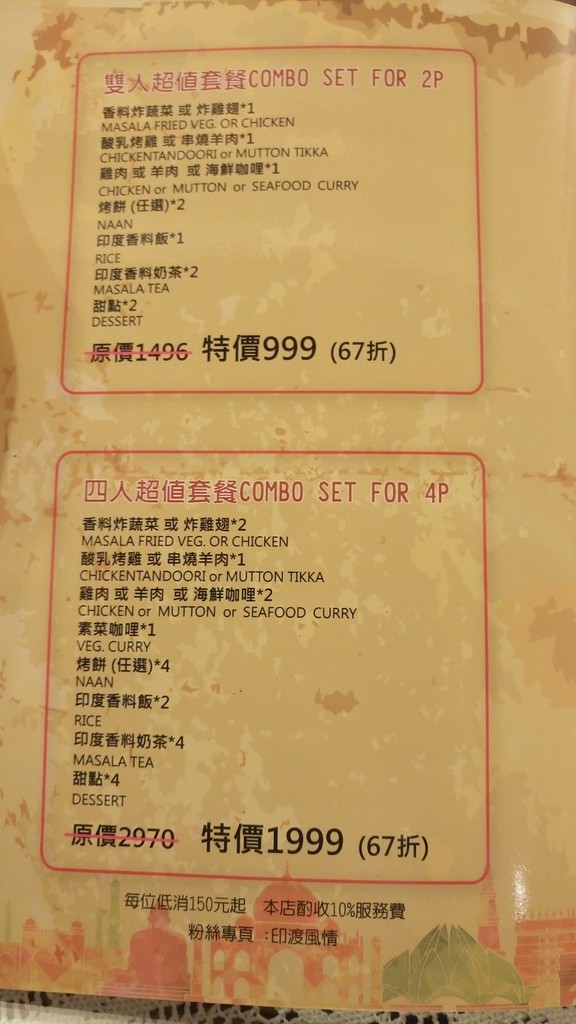 雙人超值套餐COMBO SET FOR 2P
香料炸蔬菜 或 炸雞翅*1
MASALA FRIED VEG. OR CHICKEN
酸乳烤雞 或 串燒羊肉*1
CHICKENTANDOORI or MUTTON TIKKA
雞肉 或 羊肉 或 海鮮咖哩*1
CHICKEN or MUTTON or SEAFOOD CURRY
烤餅 (任選)*2
NAAN
印度香料飯*1
RICE
印度香料奶茶*2
MASALA TEA
甜點*2
DESSERT
原價1496 特價999 (67折)
四人超值套餐COMBO SET FOR 4P
香料炸蔬菜 或 炸雞翅*2
MASALA FRIED VEG. OR CHICKEN
酸乳烤雞 或 串燒羊肉*1
CHICKENTANDOORI or MUTTON TIKKA
雞肉 或 羊肉 或 海鮮咖哩*2
CHICKEN or MUTTON or SEAFOOD CURRY
素菜咖哩*1
VEG. CURRY
烤餅 (任選)*4
NAAN
印度香料飯*2
RICE
印度香料奶茶*4
MASALA TEA
甜點*4
DESSERT
原價2970 特價1999 (67折)
每位低消150元起 本店酌收10%服務費
粉絲專頁 :印渡風情